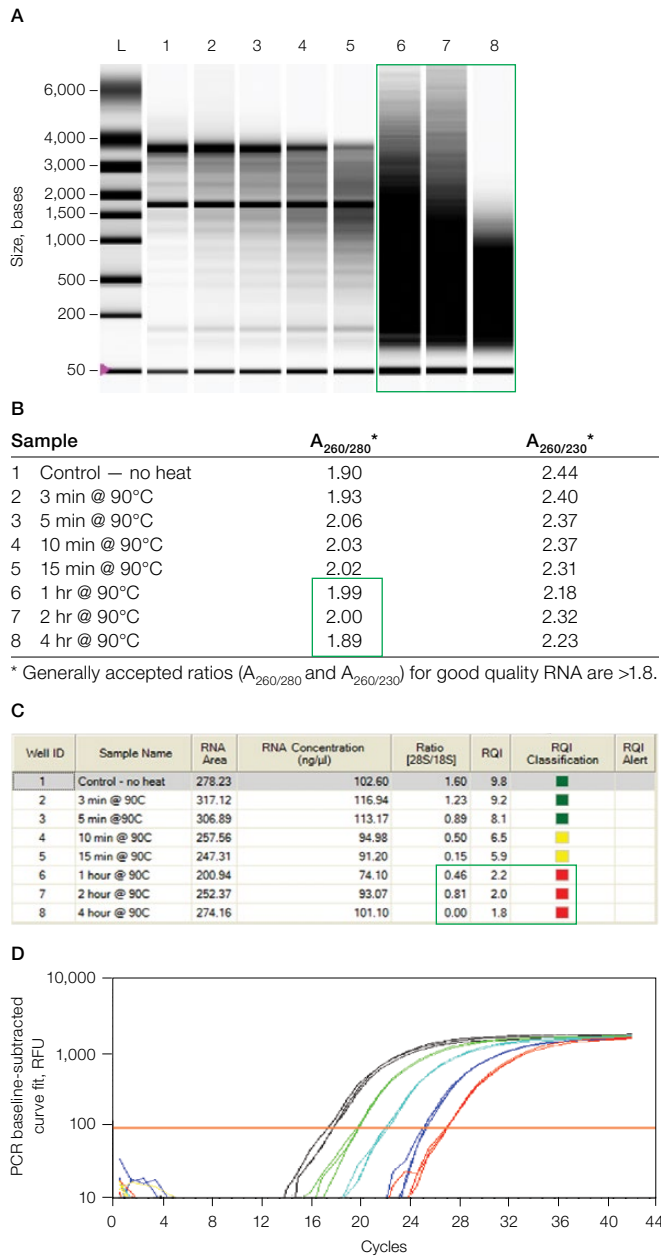 A
L 1 2 3 4 5 6 7 8
6,000 –
4,000 –
3,000 –
2,000 –
1,500 –
1,000 –
500 –
200 –
50 –
Size, bases
B
Sample A260/280* A260/230*
1 Control — no heat 1.90 2.44
2 3 min @ 90°C 1.93 2.40
3 5 min @ 90°C 2.06 2.37
4 10 min @ 90°C 2.03 2.37
5 15 min @ 90°C 2.02 2.31
6 1 hr @ 90°C 1.99 2.18
7 2 hr @ 90°C 2.00 2.32
8 4 hr @ 90°C 1.89 2.23
* Generally accepted ratios (A260/280 and A260/230) for good quality RNA are >1.8.
C
Well ID Sample Name RNA Area RNA Concentration (ng/µl) Ratio [28S/18S] RQI RQI Classification RQI Alert
1 Control - no heat 278.23 102.60 1.60 9.8
2 3 min @ 90C 317.12 116.94 1.23 9.2
3 5 min @90C 306.89 113.17 0.89 8.1
4 10 min @ 90C 257.56 94.98 0.50 6.5
5 15 min @ 90C 247.31 91.20 0.15 5.9
6 1 hour @ 90C 200.94 74.10 0.46 2.2
7 2 hour @ 90C 252.37 93.07 0.81 2.0
8 4 hour @ 90C 274.16 101.10 0.00 1.8
D
10,000
1,000
100
10
PCR baseline-subtracted
curve fit, RFU
0 4 8 12 16 20 24 28 32 36 40 44
Cycles